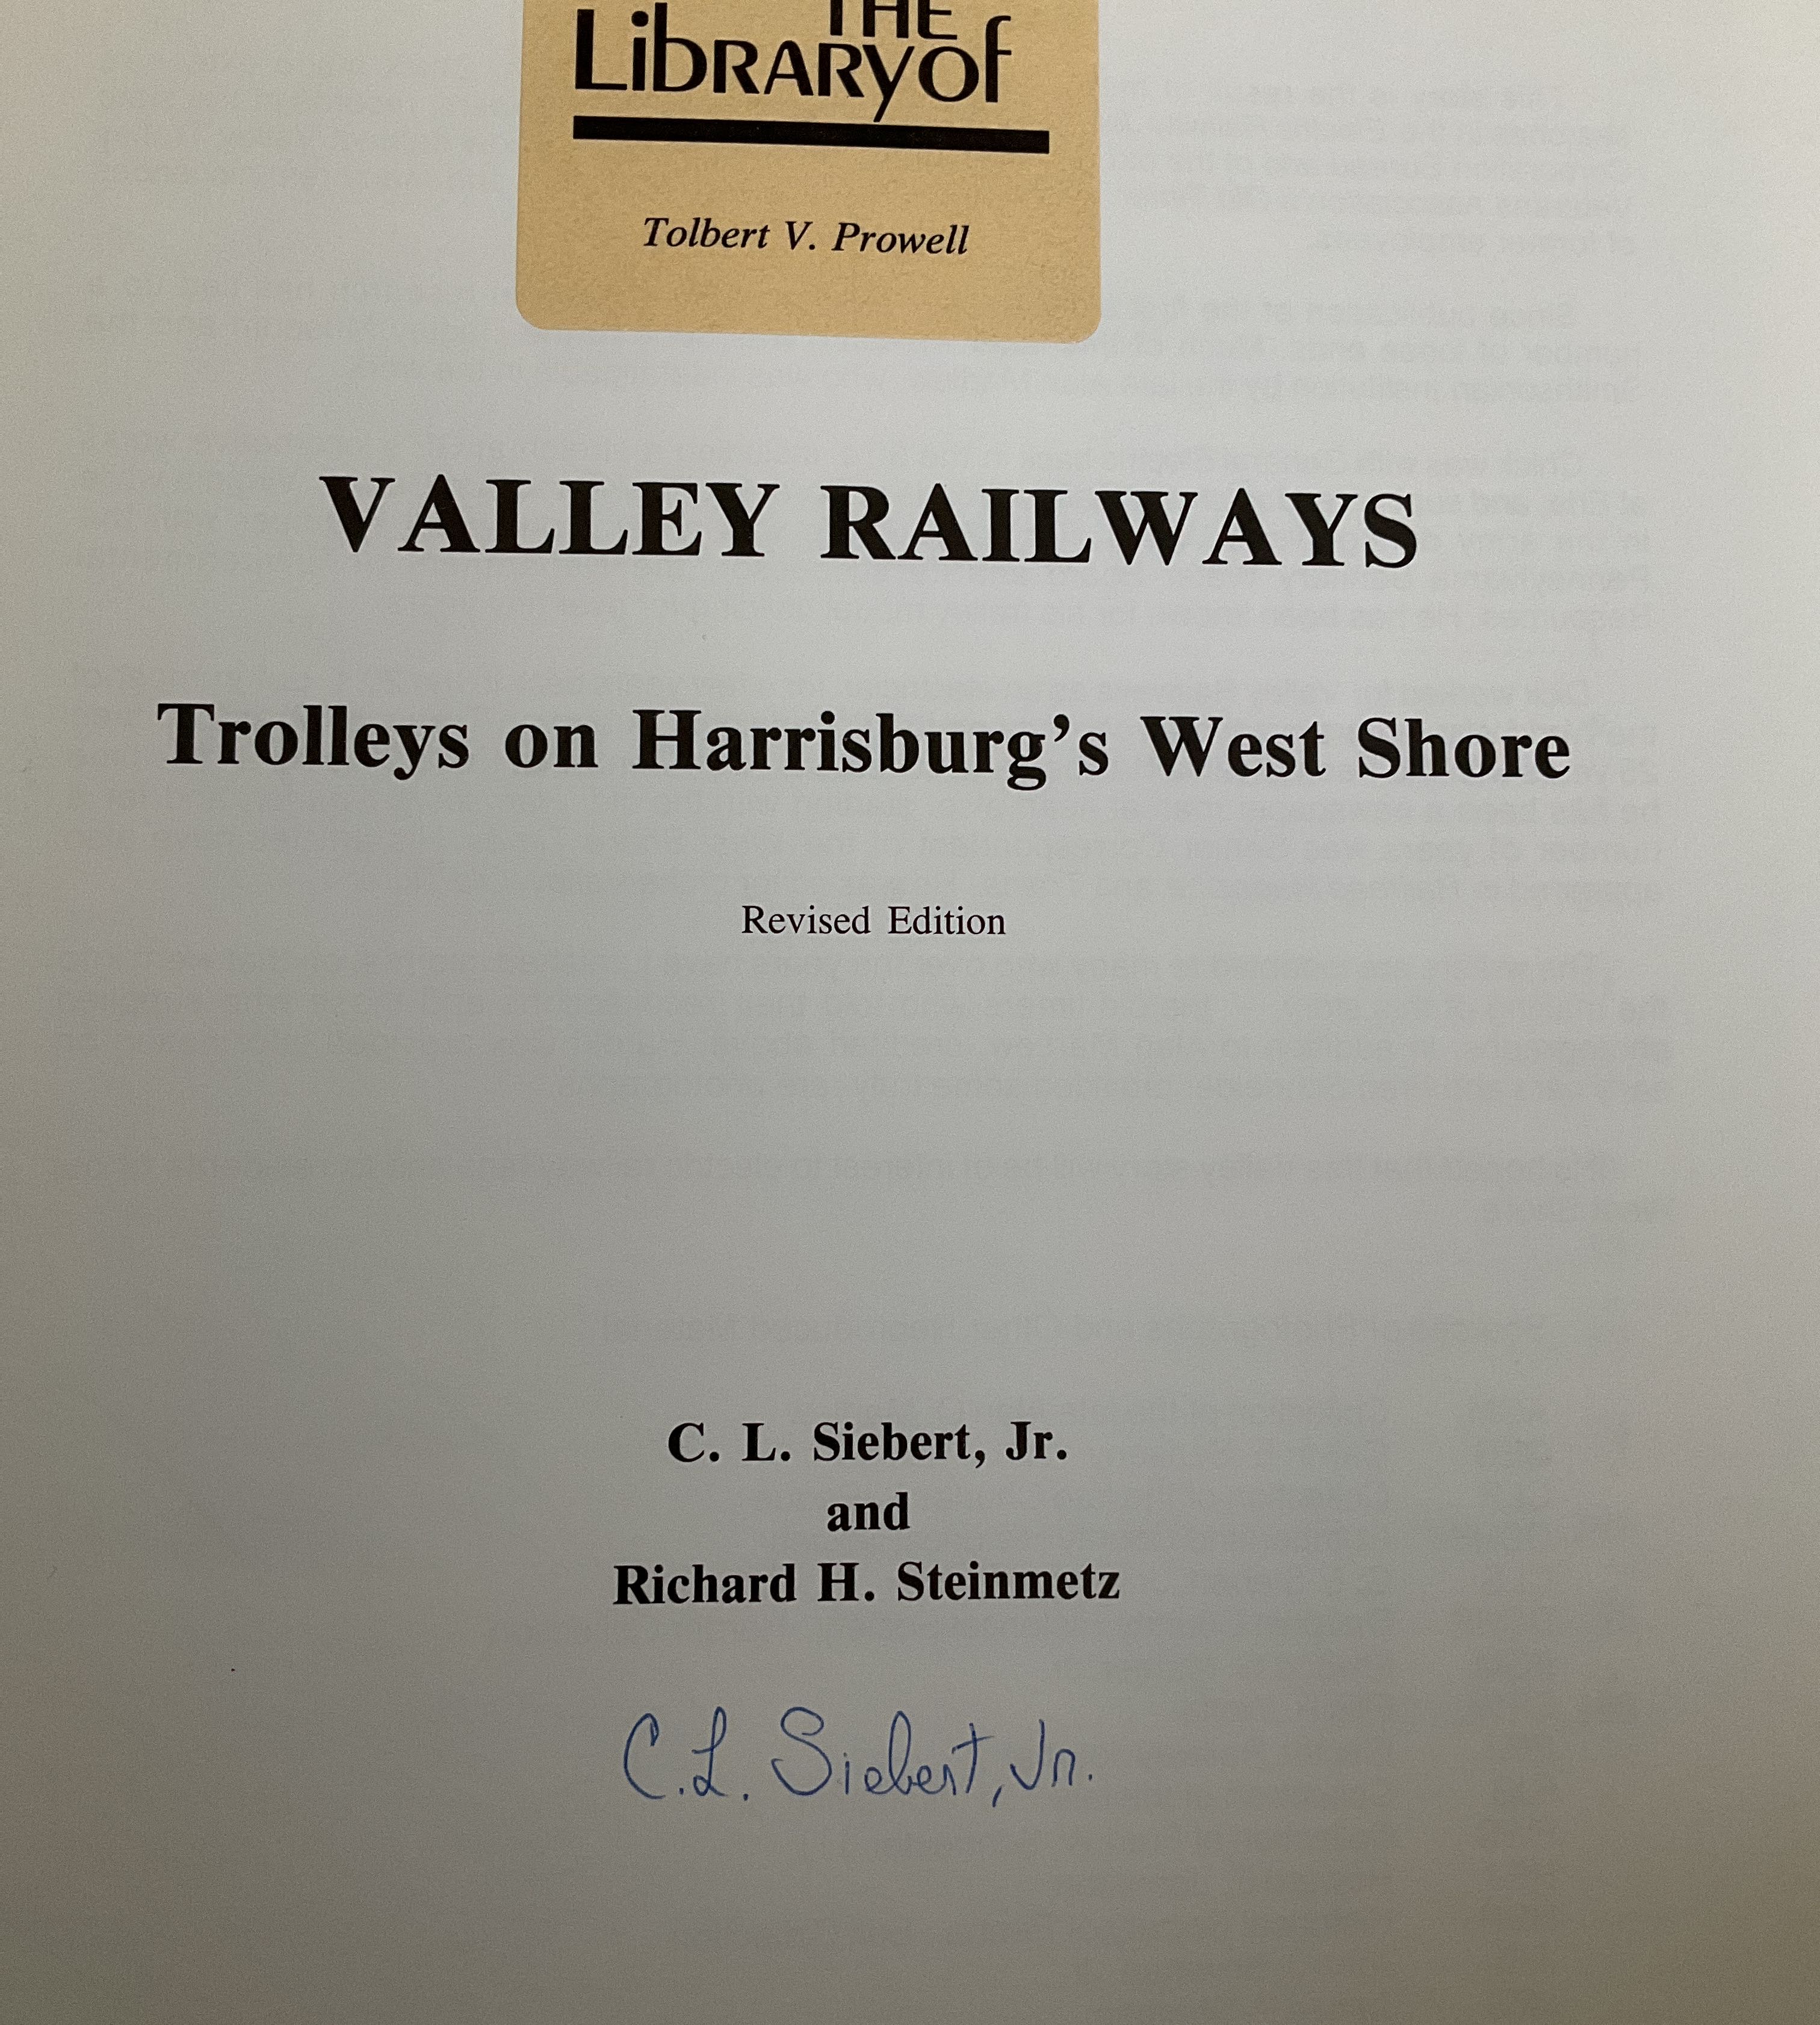 THE
LibRARyof
Tolbert V. Prowell
VALLEY RAILWAYS
Trolleys on Harrisburg's West Shore
Revised Edition
C. L. Siebert, Jr.
and
Richard H. Steinmetz
C.L. Siebert, Jr.